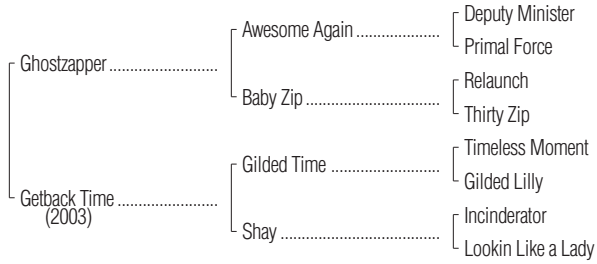 Deputy Minister
Awesome Again ....................
Primal Force
Ghostzapper ..........................
Relaunch
Baby Zip ................................
Thirty Zip
Timeless Moment
Gilded Time ..........................
Gilded Lilly
Getback Time ........................
(2003)
Incinderator
Shay ......................................
Lookin Like a Lady